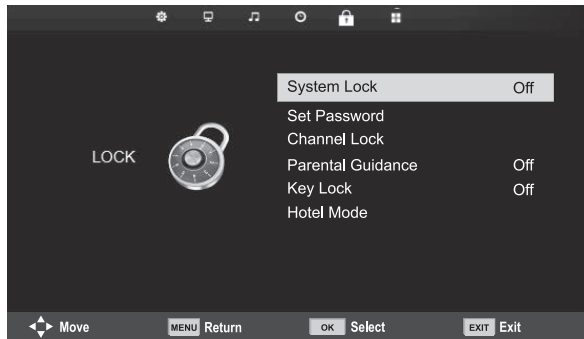 System Lock Off
Set Password
Channel Lock
LOCK
Parental Guidance Off
Key Lock Off
Hotel Mode
Move MENU Return OK Select EXIT Exit